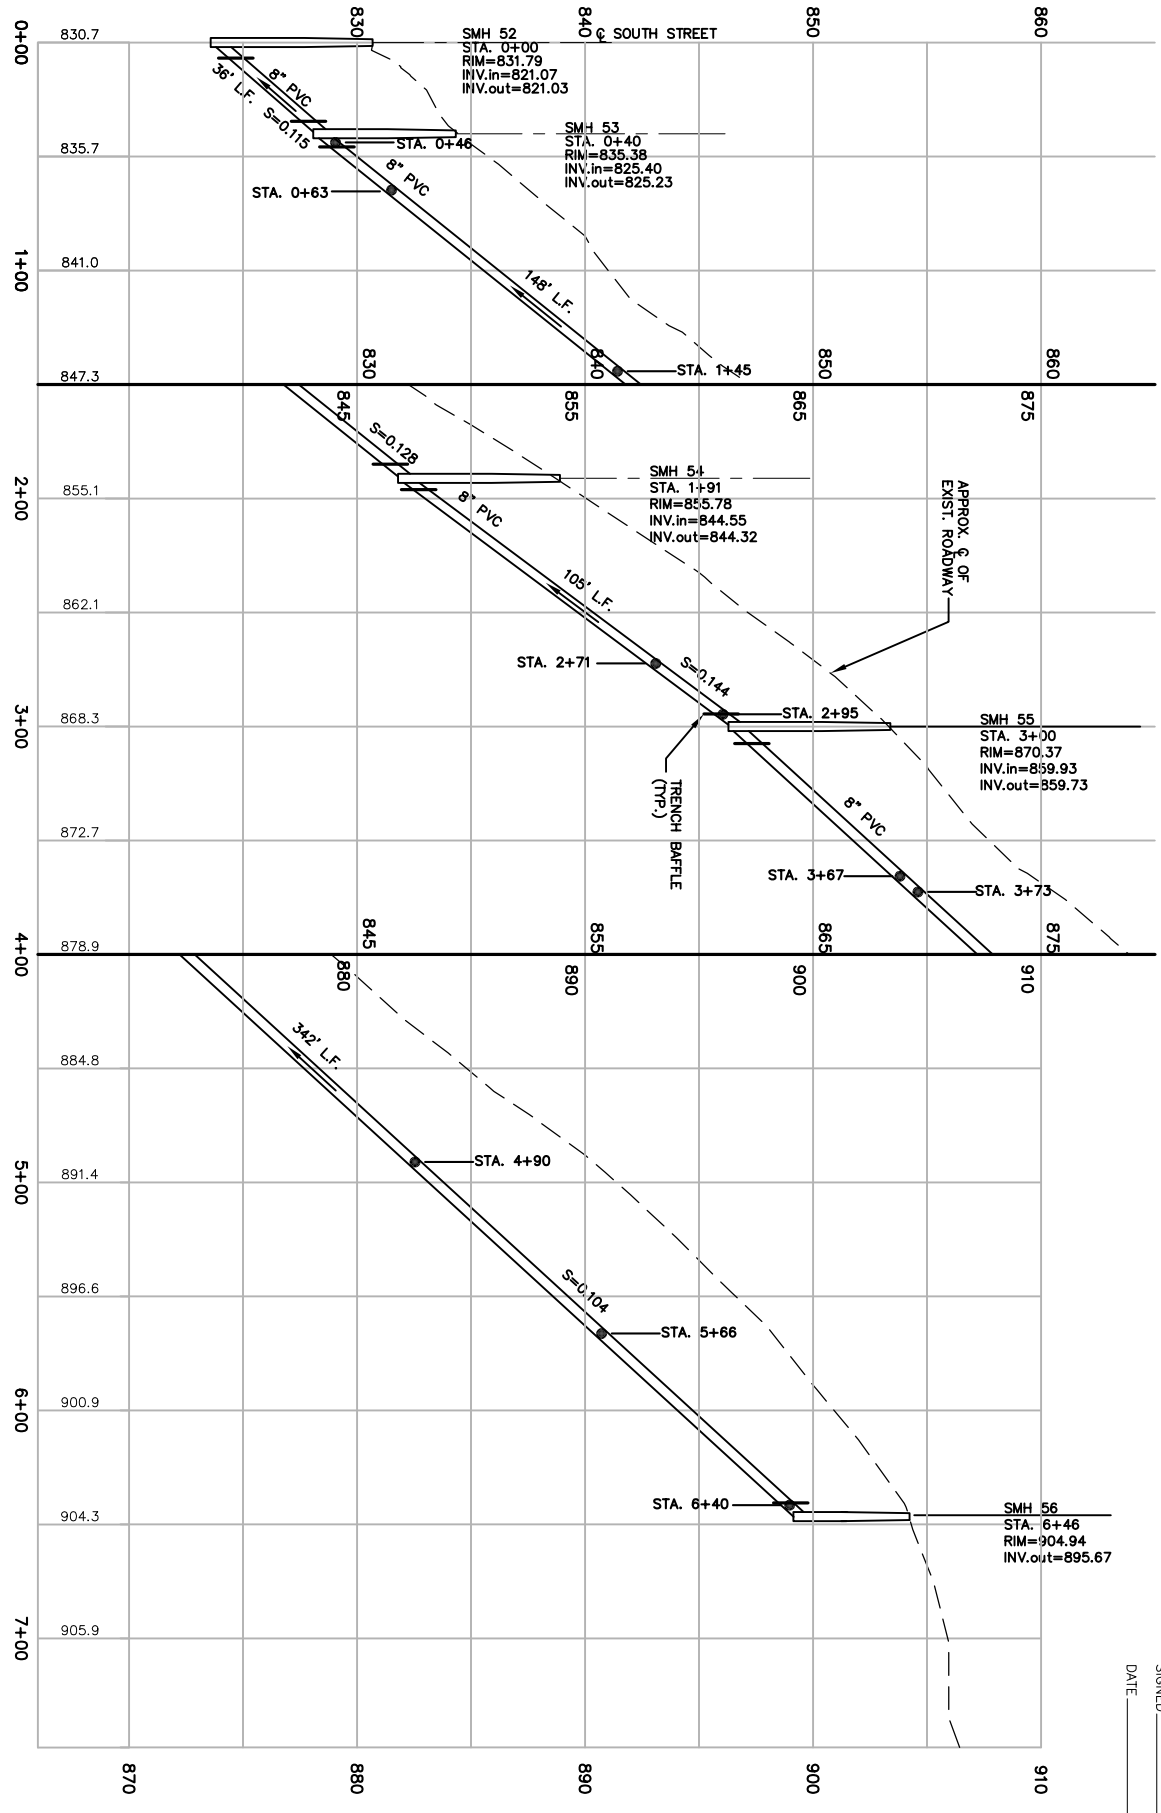 830
840
850
860
0+00
830.7
SMH 52
STA. 0+00
RIM=831.79
INV.in=821.07
INV.out=821.03
℄ SOUTH STREET
8" PVC
36' L.F.
S=0.115
STA. 0+46
SMH 53
STA. 0+40
RIM=835.38
INV.in=825.40
INV.out=825.23
835.7
8" PVC
STA. 0+63
1+00
841.0
148' L.F.
STA. 1+45
847.3
830
840
850
860
845
855
865
875
S=0.128
SMH 54
STA. 1+91
RIM=855.78
INV.in=844.55
INV.out=844.32
2+00
855.1
8" PVC
APPROX. ℄ OF
EXIST. ROADWAY
862.1
105' L.F.
STA. 2+71
S=0.144
STA. 2+95
3+00
868.3
SMH 55
STA. 3+00
RIM=870.37
INV.in=859.93
INV.out=859.73
TRENCH BAFFLE
(TYP.)
872.7
8" PVC
STA. 3+67
STA. 3+73
4+00
878.9
845
855
865
875
880
890
900
910
342' L.F.
884.8
STA. 4+90
5+00
891.4
896.6
S=0.104
STA. 5+66
6+00
900.9
STA. 6+40
SMH 56
STA. 6+46
RIM=904.94
INV.out=895.67
904.3
7+00
905.9
870
880
890
900
910
SIGNED
DATE